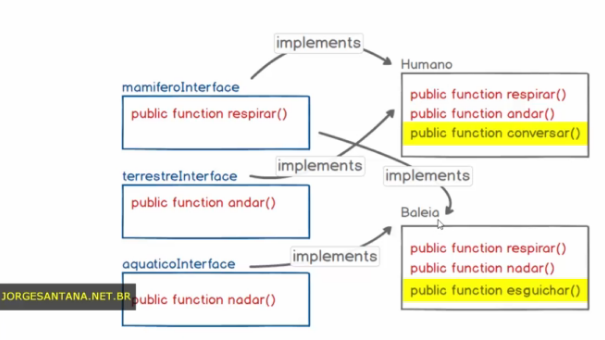 implements
Humano
mamiferoInterface
public function respirar()
public function respirar()
public function andar()
public function conversar()
implements
terrestreInterface
implements
public function andar()
Baleia
aquaticoInterface
implements
public function respirar()
public function nadar()
public function esguichar()
JORGESANTANA.NET.BR
public function nadar()